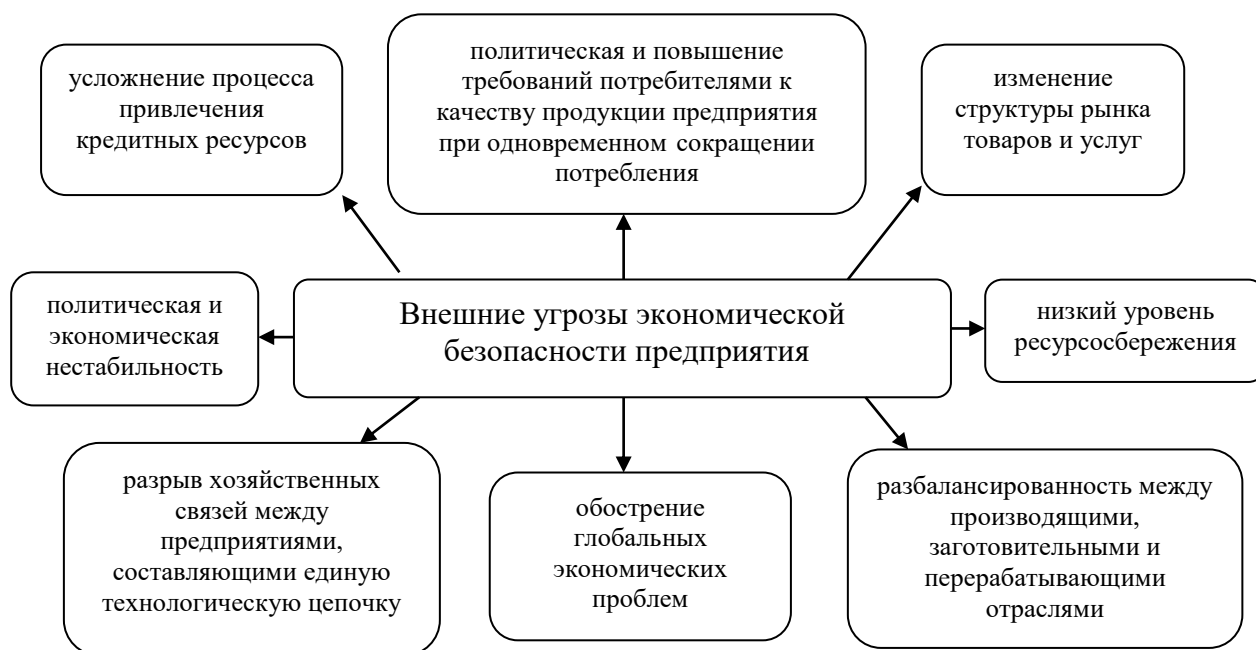 усложнение процесса
привлечения
кредитных ресурсов
политическая и повышение
требований потребителями к
качеству продукции предприятия
при одновременном сокращении
потребления
изменение
структуры рынка
товаров и услуг
политическая и
экономическая
нестабильность
Внешние угрозы экономической
безопасности предприятия
низкий уровень
ресурсосбережения
разрыв хозяйственных
связей между
предприятиями,
составляющими единую
технологическую цепочку
обострение
глобальных
экономических
проблем
разбалансированность между
производящими,
заготовительными и
перерабатывающими
отраслями